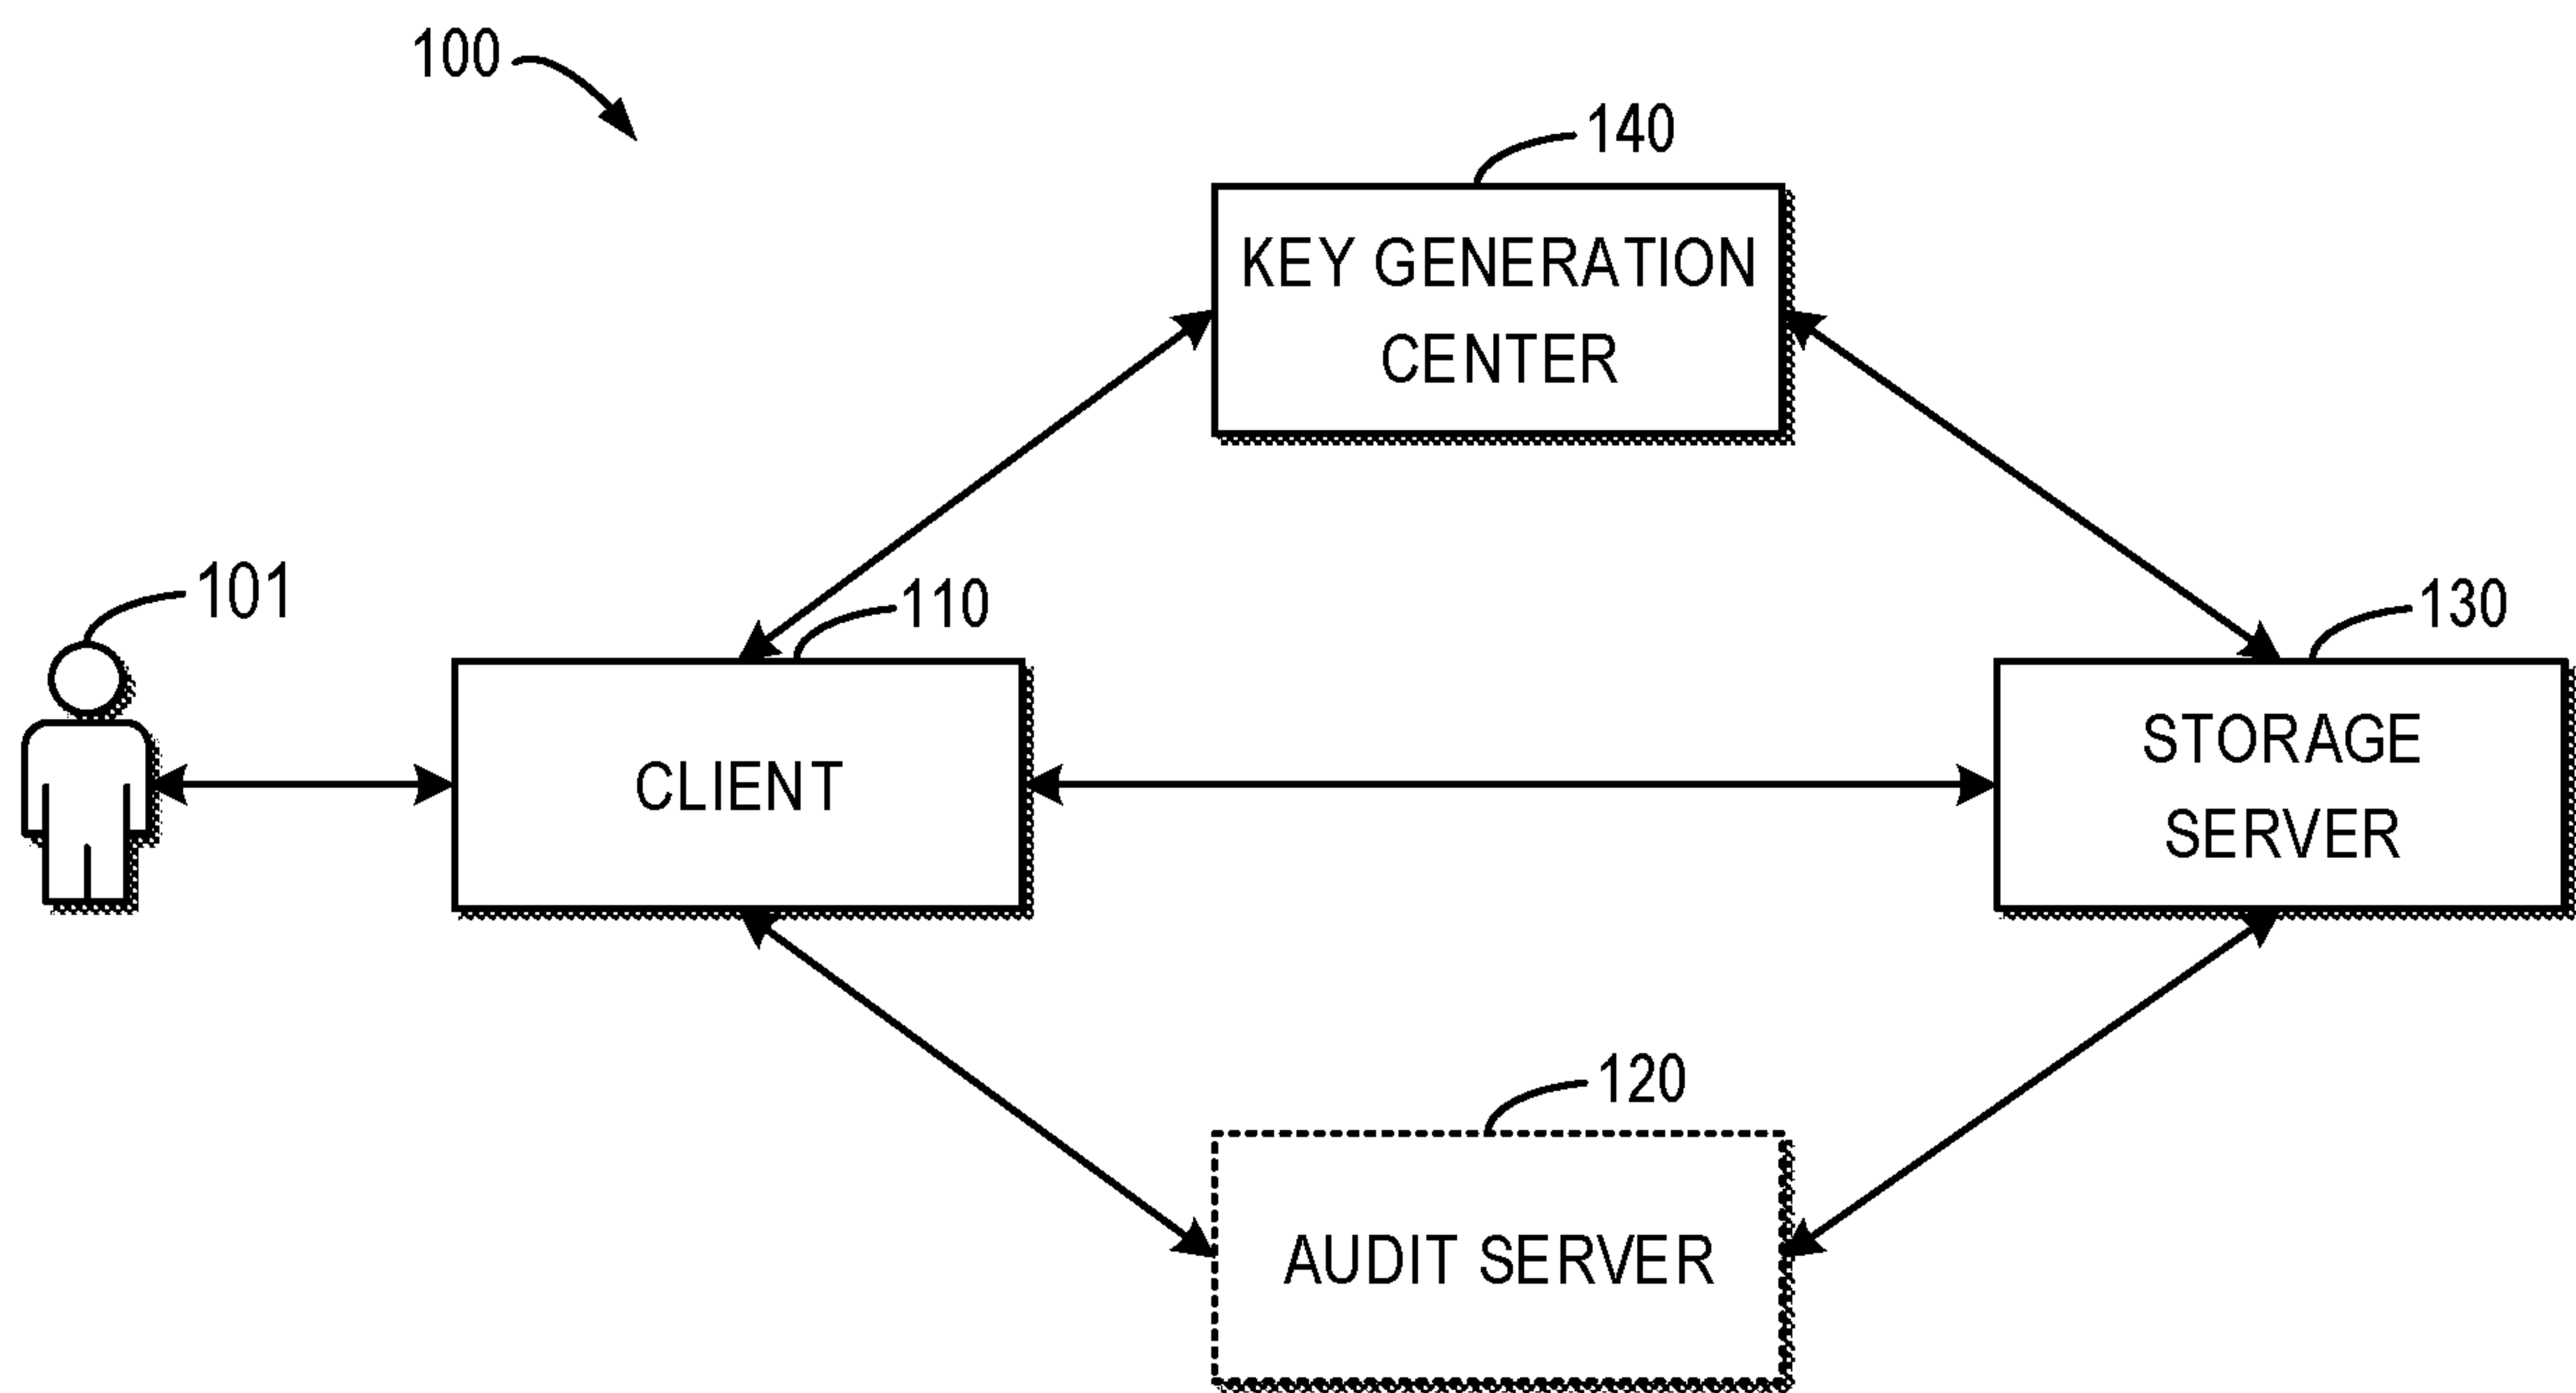 100
140
KEY GENERATION
CENTER
101
110
130
CLIENT
STORAGE
SERVER
120
AUDIT SERVER